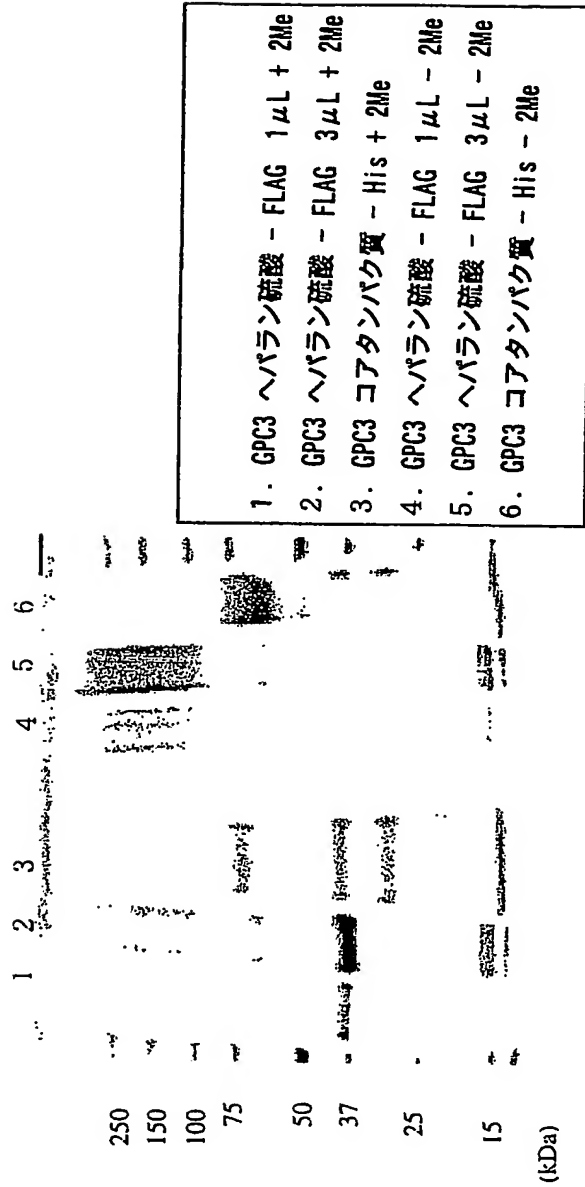 1 2 3 4 5 6
250
150
100
75
50
37
25
15
(kDa)
1. GPC3 ヘパラン硫酸 - FLAG 1μL + 2Me
2. GPC3 ヘパラン硫酸 - FLAG 3μL + 2Me
3. GPC3 コアタンパク質 - His + 2Me
4. GPC3 ヘパラン硫酸 - FLAG 1μL - 2Me
5. GPC3 ヘパラン硫酸 - FLAG 3μL - 2Me
6. GPC3 コアタンパク質 - His - 2Me